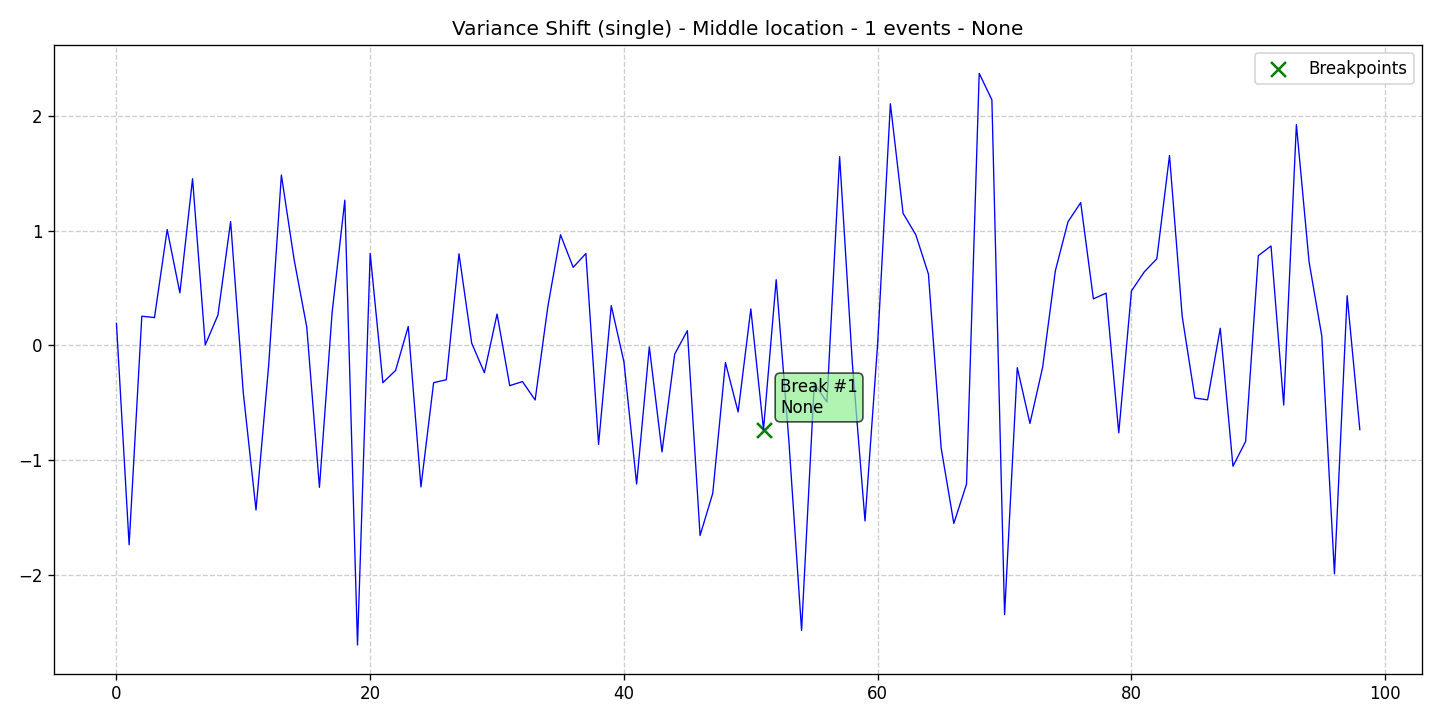 Variance Shift (single) - Middle location - 1 events - None
Breakpoints
2
1
0
−1
−2
Break #1
None
0
20
40
60
80
100